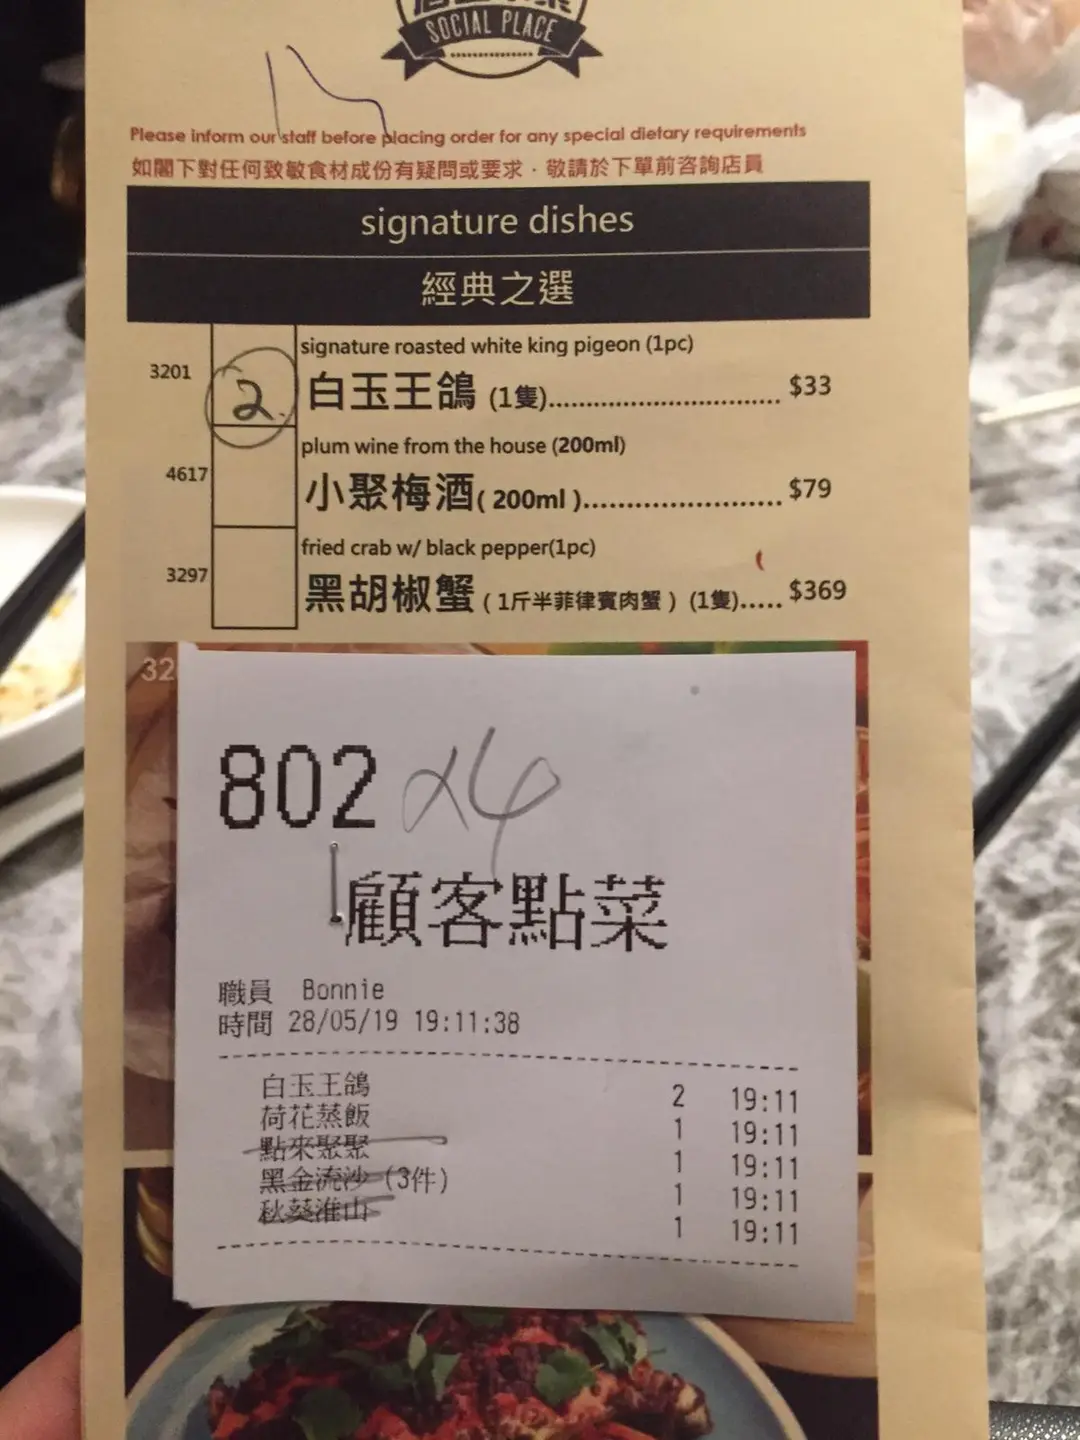 SOCIAL PLACE
Please inform our staff before placing order for any special dietary requirements
如閣下對任何致敏食材成份有疑問或要求，敬請於下單前咨詢店員
signature dishes
經典之選
signature roasted white king pigeon (1pc)
3201 2 白玉王鴿 (1隻)............................... $33
plum wine from the house (200ml)
4617 小聚梅酒( 200ml )........................ $79
fried crab w/ black pepper(1pc)
3297 黑胡椒蟹 ( 1斤半菲律賓肉蟹 ) (1隻)..... $369
32
802 x4
顧客點菜
職員 Bonnie
時間 28/05/19 19:11:38
白玉王鴿 2 19:11
荷花蒸飯 1 19:11
點來聚聚 1 19:11
黑金流沙 (3件) 1 19:11
秋葵淮山 1 19:11